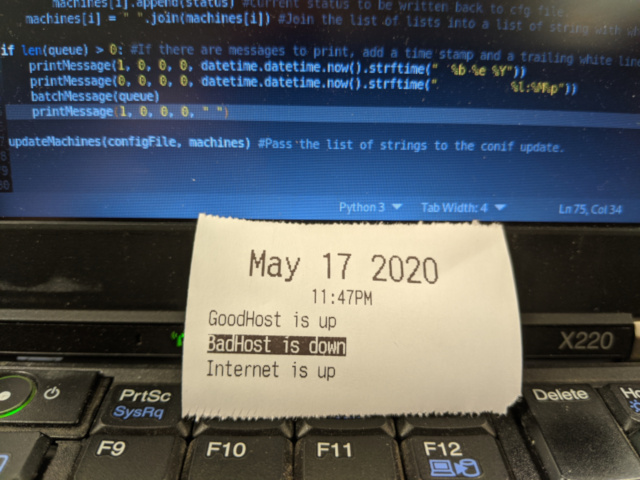 machines[i].append(status) #Current status to be written back to cfg file.
machines[i] = " ".join(machines[i]) #Join the list of lists into a list of string with
if len(queue) > 0: #If there are messages to print, add a time stamp and a trailing white line
printMessage(1, 0, 0, 0, datetime.datetime.now().strftime(" %b %e %Y"))
printMessage(0, 0, 0, 0, datetime.datetime.now().strftime(" %l:%M%p"))
batchMessage(queue)
printMessage(1, 0, 0, 0, " ")
updateMachines(configFile, machines) #Pass the list of strings to the conif update.
Python 3 Tab Width: 4 Ln 75, Col 34
May 17 2020
11:47PM
GoodHost is up
BadHost is down
Internet is up
X220
PrtSc
SysRq
Delete
F9 F10 F11 F12